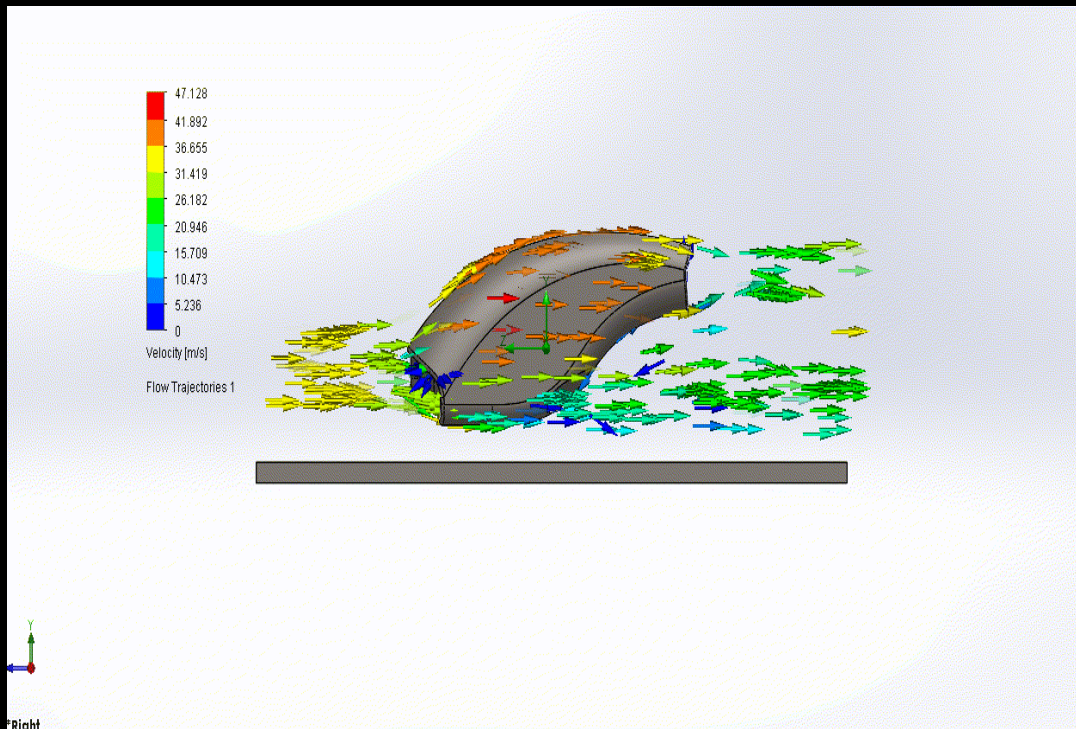 47.128
41.892
36.655
31.419
26.182
20.946
15.709
10.473
5.236
0
Velocity [m/s]
Flow Trajectories 1
Y
Z
Y
*Right